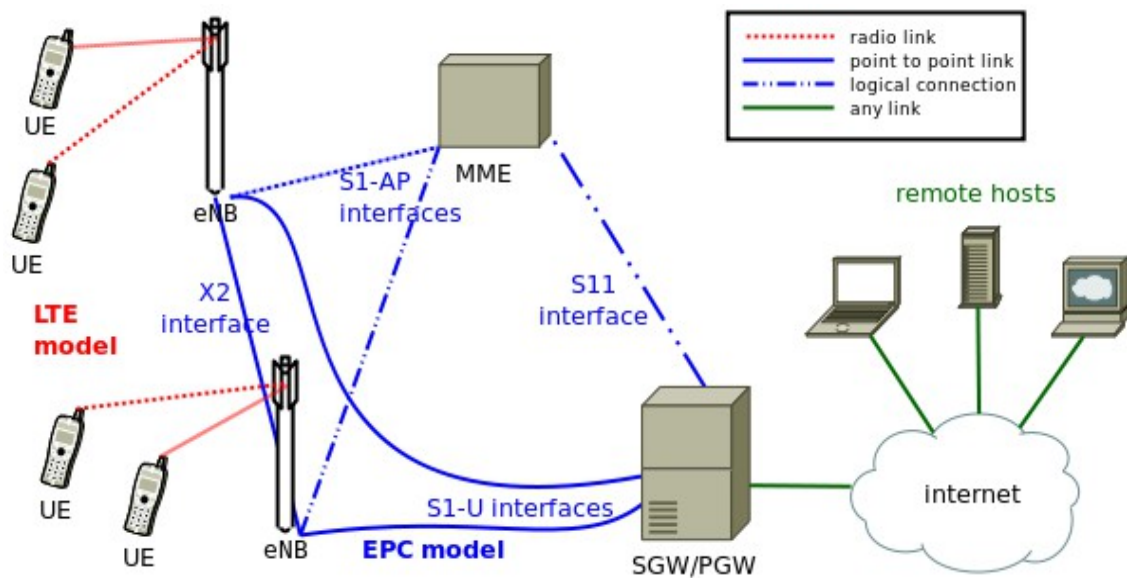 radio link
point to point link
logical connection
any link
UE
UE
eNB
MME
S1-AP
interfaces
remote hosts
X2
interface
S11
interface
LTE
model
UE
UE
eNB
S1-U interfaces
EPC model
SGW/PGW
internet